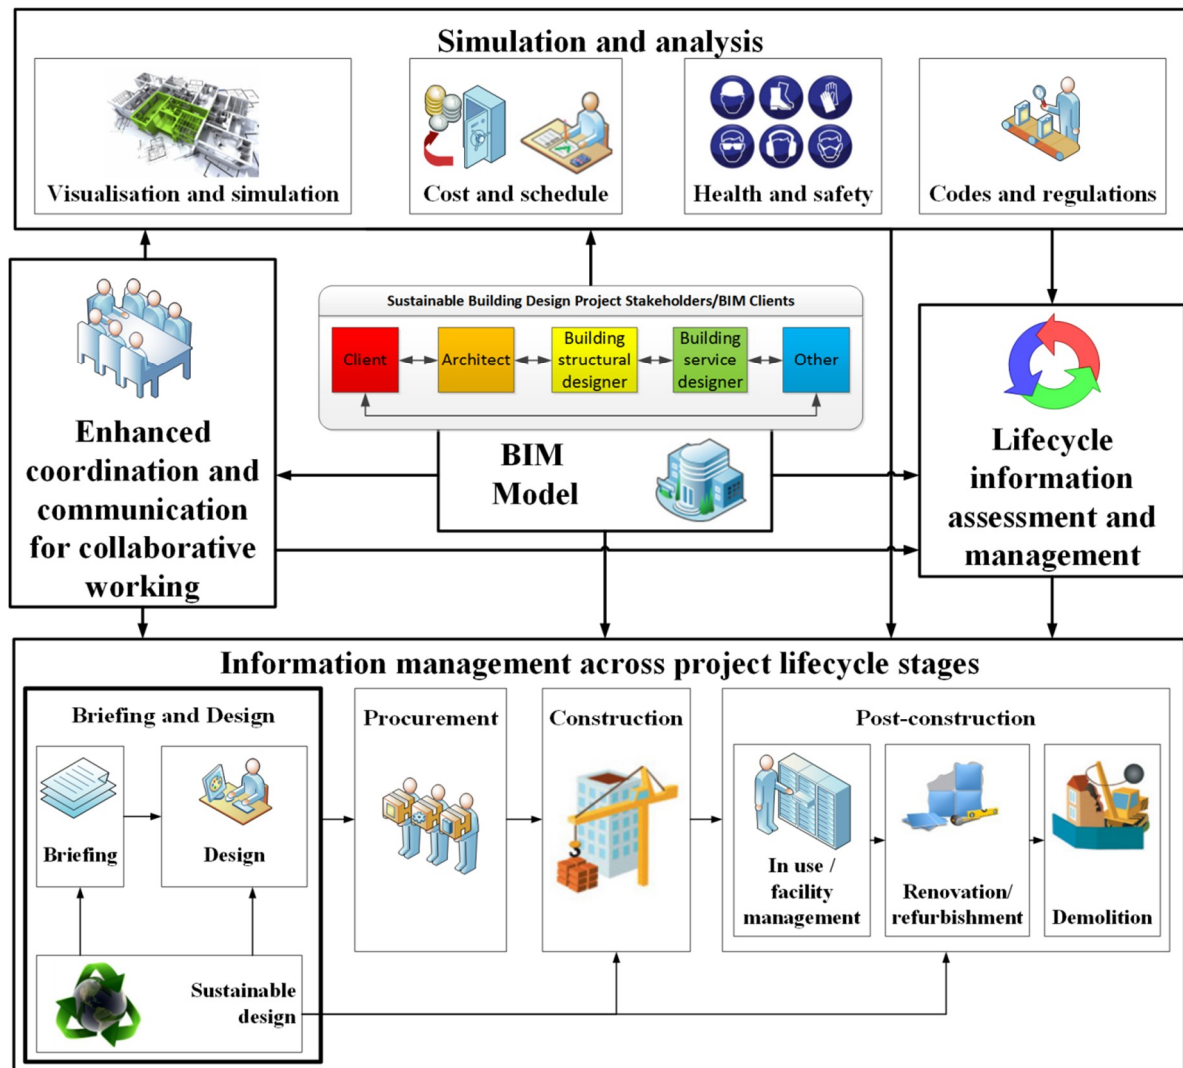 Simulation and analysis
Visualisation and simulation
Cost and schedule
Health and safety
Codes and regulations
Sustainable Building Design Project Stakeholders/BIM Clients
Client
Architect
Building
structural
designer
Building
service
designer
Other
Enhanced
coordination and
communication
for collaborative
working
BIM
Model
Lifecycle
information
assessment and
management
Information management across project lifecycle stages
Briefing and Design
Briefing
Design
Sustainable
design
Procurement
Construction
Post-construction
In use /
facility
management
Renovation/
refurbishment
Demolition